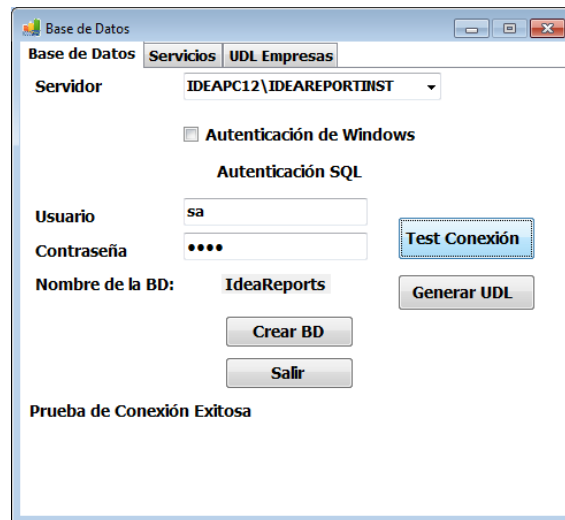 Base de Datos
Base de Datos Servicios UDL Empresas
Servidor IDEAPC12\IDEAREPORTINST
Autenticación de Windows
Autenticación SQL
Usuario sa
Contraseña ••••
Test Conexión
Nombre de la BD: IdeaReports
Generar UDL
Crear BD
Salir
Prueba de Conexión Exitosa